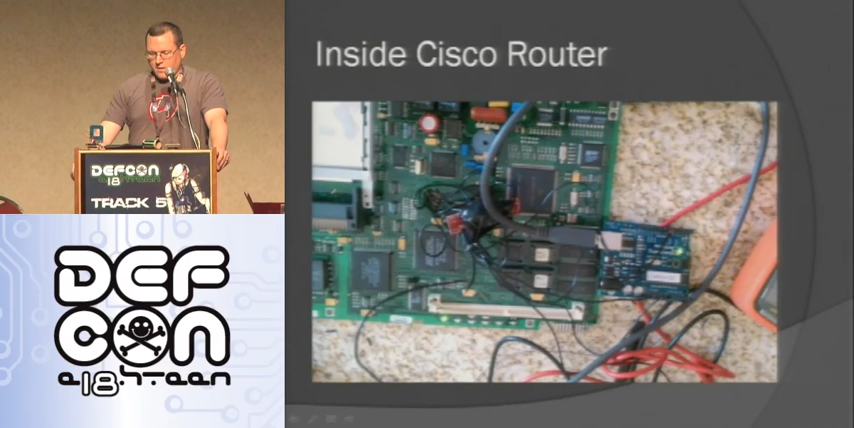 Inside Cisco Router
DEFCON
18
TRACK 5
DEF
CON
e18hteen